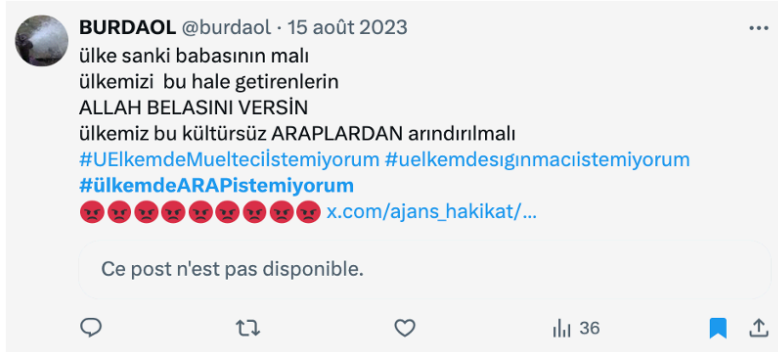 BURDAOL @burdaol · 15 août 2023
ülke sanki babasının malı
ülkemizi bu hale getirenlerin
ALLAH BELASINI VERSİN
ülkemiz bu kültürsüz ARAPLARDAN arındırılmalı
#UElkemdeMuelteciİstemiyorum #uelkemdesıgınmacıistemiyorum
#ülkemdeARAPistemiyorum
😡😡😡😡😡😡😡😡😡 x.com/ajans_hakikat/...
Ce post n'est pas disponible.
36